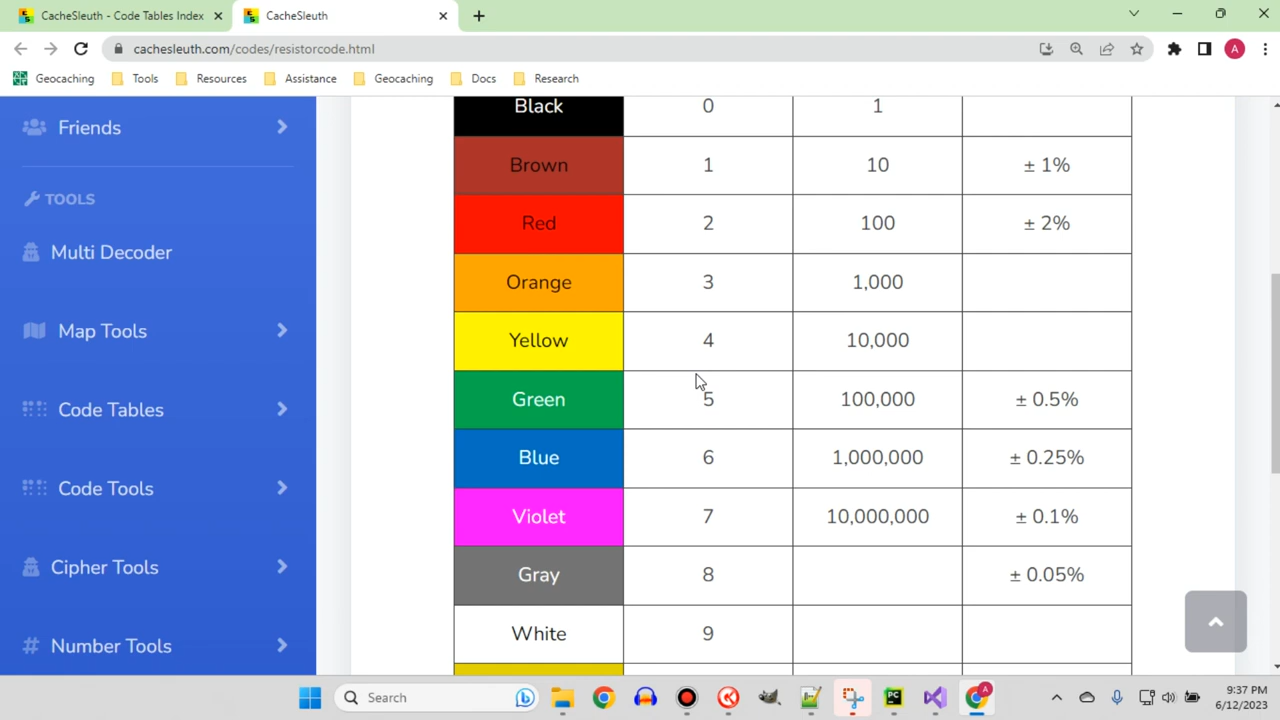 CacheSleuth - Code Tables Index
CacheSleuth
cachesleuth.com/codes/resistorcode.html
A
Geocaching Tools Resources Assistance Geocaching Docs Research
Friends
TOOLS
Multi Decoder
Map Tools
Code Tables
Code Tools
Cipher Tools
Number Tools
Black 0 1
Brown 1 10 ± 1%
Red 2 100 ± 2%
Orange 3 1,000
Yellow 4 10,000
Green 5 100,000 ± 0.5%
Blue 6 1,000,000 ± 0.25%
Violet 7 10,000,000 ± 0.1%
Gray 8 ± 0.05%
White 9
Search
PC
A
9:37 PM
6/12/2023